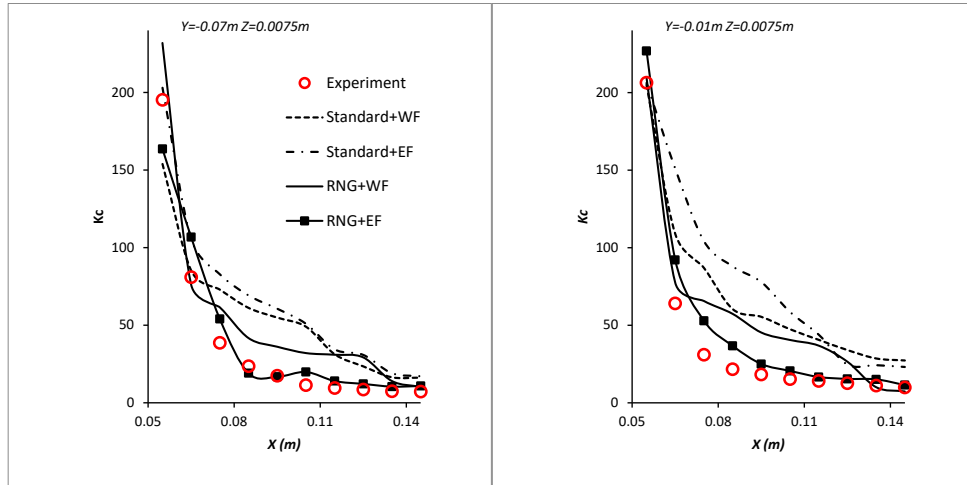 Y=-0.07m Z=0.0075m
200
150
100
50
0
Kc
0.05
0.08
0.11
0.14
X (m)
Experiment
Standard+WF
Standard+EF
RNG+WF
RNG+EF
Y=-0.01m Z=0.0075m
200
150
100
50
0
Kc
0.05
0.08
0.11
0.14
X (m)